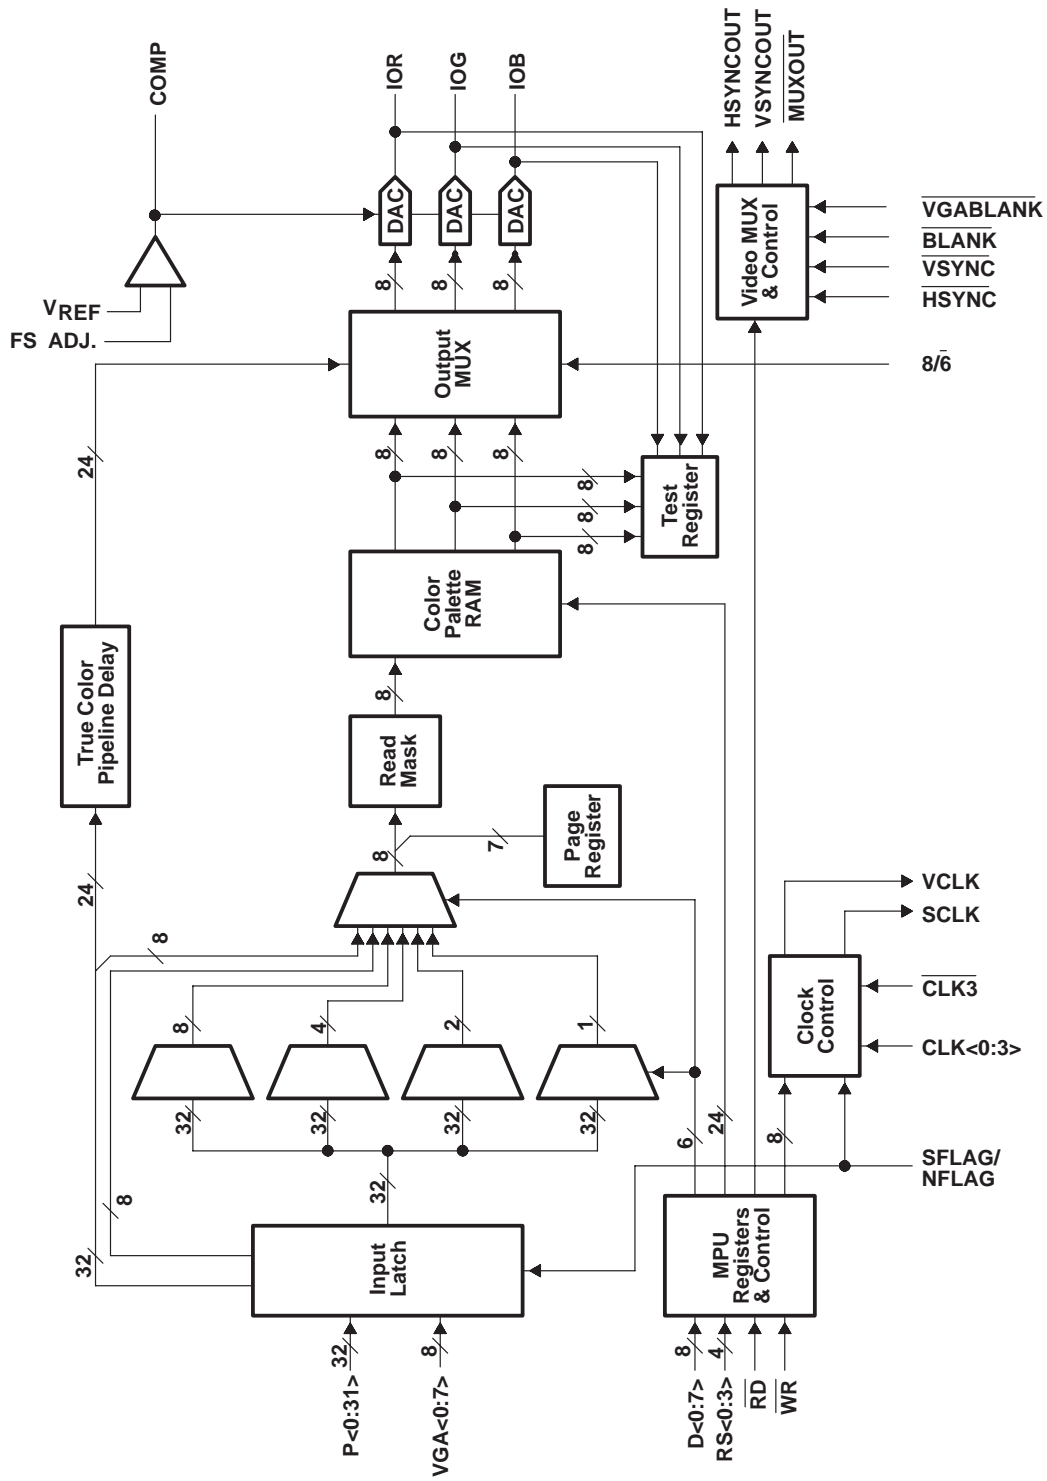 COMP
VREF
FS ADJ.
IOR
IOG
IOB
DAC
DAC
DAC
8
8
8
HSYNCOUT
VSYNCOUT
MUXOUT
Video MUX
& Control
VGABLANK
BLANK
VSYNC
HSYNC
Output
MUX
8/6
24
8
8
8
8
8
8
Test
Register
Color
Palette
RAM
True Color
Pipeline Delay
8
Read
Mask
8
7
Page
Register
24
8
8
4
2
1
32
32
32
32
VCLK
SCLK
Clock
Control
CLK3
CLK<0:3>
6
24
8
SFLAG/
NFLAG
8
32
32
Input
Latch
MPU
Registers
& Control
32
8
8
4
P<0:31>
VGA<0:7>
D<0:7>
RS<0:3>
RD
WR